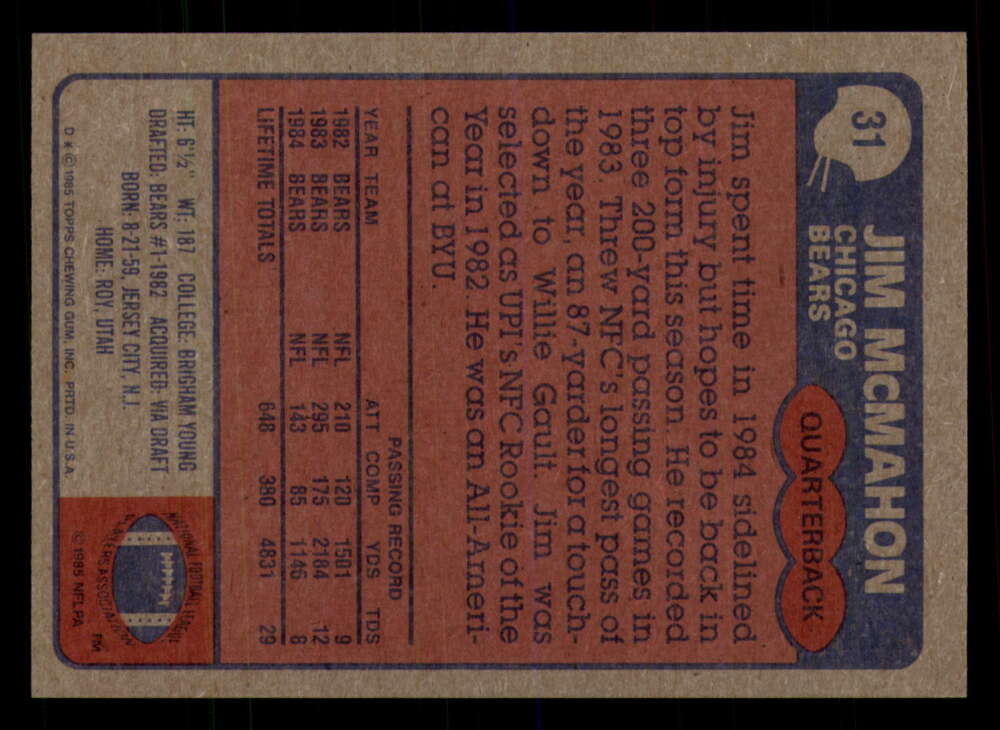 31
JIM McMAHON
CHICAGO
BEARS
QUARTERBACK
Jim spent time in 1984 sidelined
by injury but hopes to be back in
top form this season. He recorded
three 200-yard passing games in
1983. Threw NFC's longest pass of
the year, an 87-yarder for a touch-
down to Willie Gault. Jim was
selected as UPI's NFC Rookie of the
Year in 1982. He was an All-Ameri-
can at BYU.
PASSING RECORD
YEAR TEAM ATT COMP YDS TDS
1982 BEARS NFL 210 120 1501 9
1983 BEARS NFL 295 175 2184 12
1984 BEARS NFL 143 85 1146 8
LIFETIME TOTALS 648 380 4831 29
HT: 6'1½" WT: 187 COLLEGE: BRIGHAM YOUNG
DRAFTED: BEARS #1-1982 ACQUIRED: VIA DRAFT
BORN: 8-21-59, JERSEY CITY, N.J.
HOME: ROY, UTAH
D * © 1985 TOPPS CHEWING GUM, INC. PRTD. IN U.S.A.
NATIONAL FOOTBALL LEAGUE
PLAYERS ASSOCIATION
TM
© 1985 NFLPA